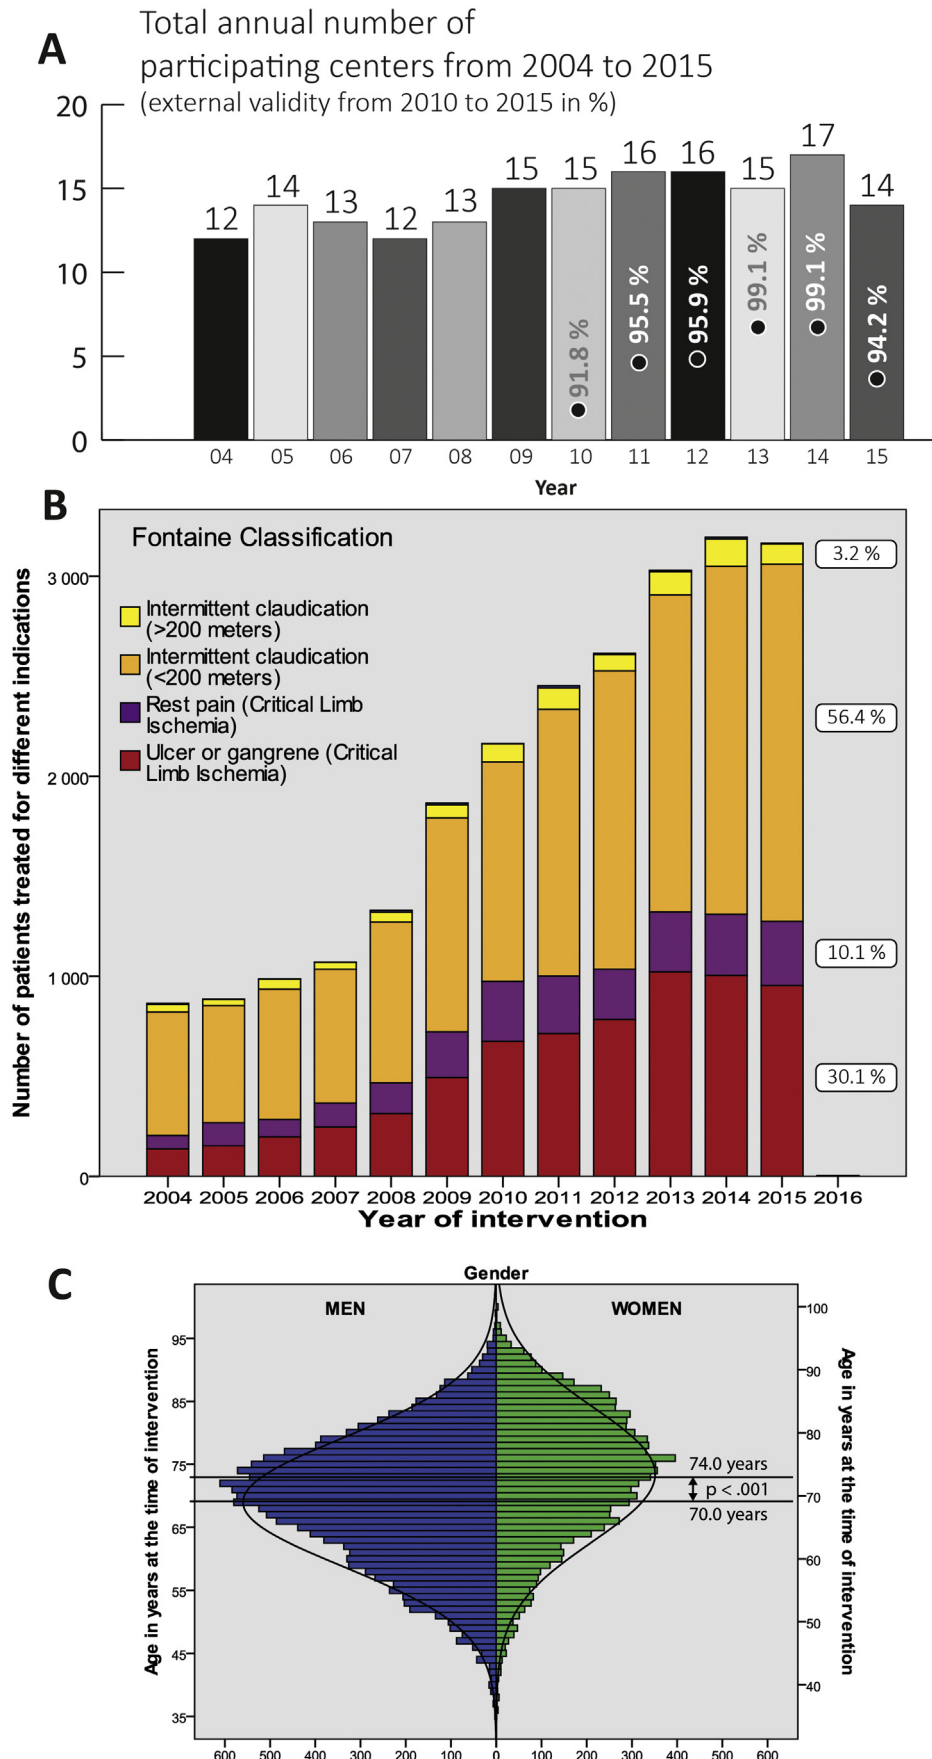 A
Total annual number of
participating centers from 2004 to 2015
(external validity from 2010 to 2015 in %)
20
15
10
5
0
12
14
13
12
13
15
15
16
16
15
17
14
91.8 %
95.5 %
95.9 %
99.1 %
99.1 %
94.2 %
04 05 06 07 08 09 10 11 12 13 14 15
Year
B
Fontaine Classification
Intermittent claudication
(>200 meters)
Intermittent claudication
(<200 meters)
Rest pain (Critical Limb
Ischemia)
Ulcer or gangrene (Critical
Limb Ischemia)
Number of patients treated for different indications
3 000
2 000
1 000
0
3.2 %
56.4 %
10.1 %
30.1 %
2004 2005 2006 2007 2008 2009 2010 2011 2012 2013 2014 2015 2016
Year of intervention
C
Gender
MEN
WOMEN
Age in years at the time of intervention
95
85
75
65
55
45
35
100
90
80
70
60
50
40
Age in years at the time of intervention
74.0 years
p < .001
70.0 years
600 500 400 300 200 100 0 100 200 300 400 500 600